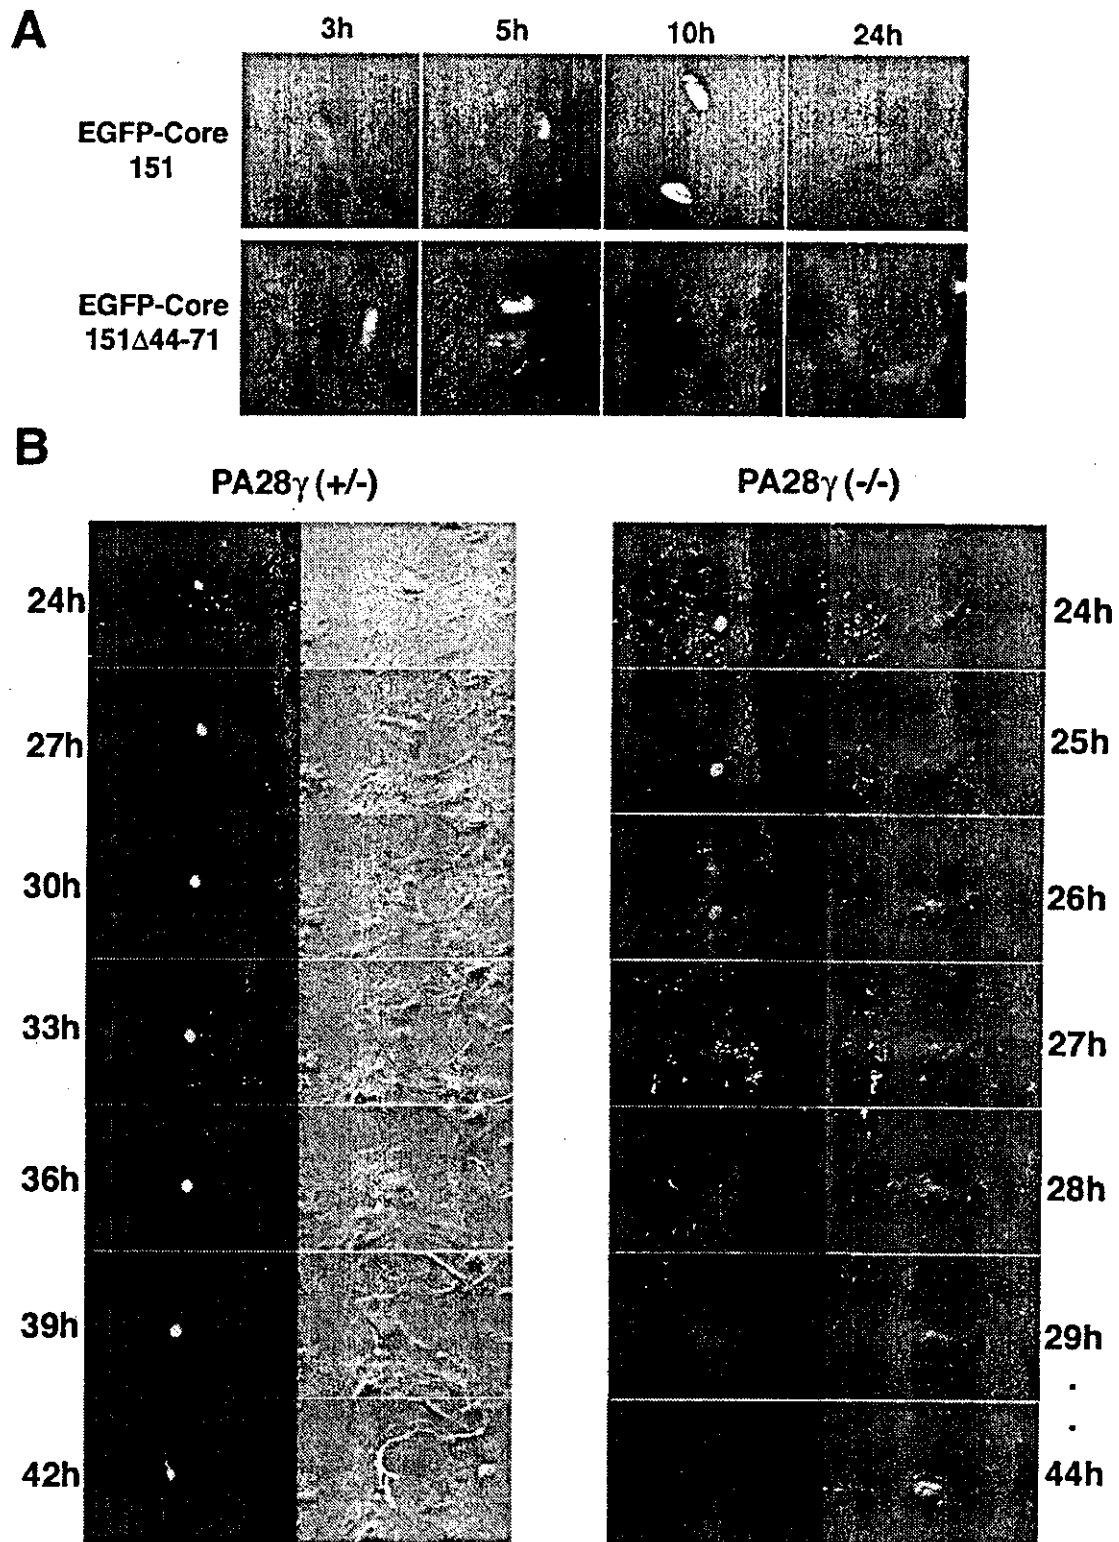 A
3h 5h 10h 24h
EGFP-Core
151
EGFP-Core
151Δ44-71
B
PA28γ (+/-) PA28γ (-/-)
24h 24h
27h 25h
30h 26h
33h 27h
36h 28h
39h 29h
.
.
42h 44h